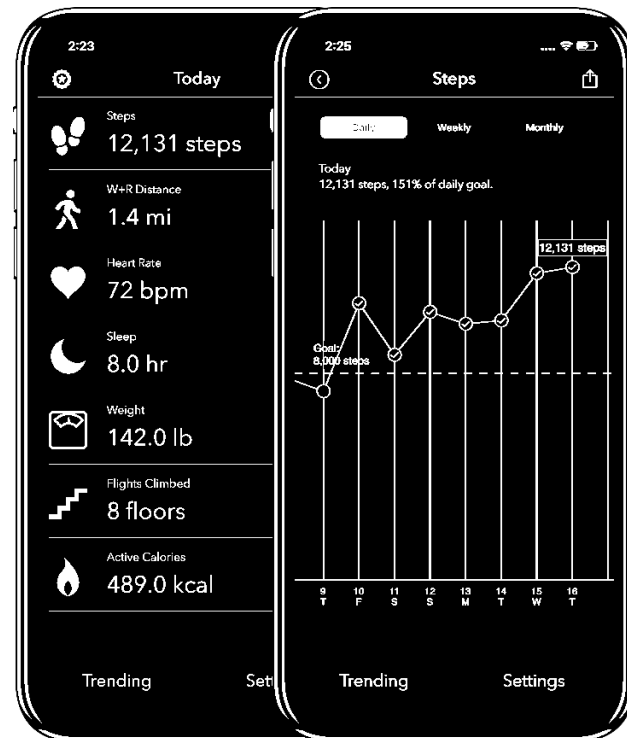 2:23
Today
Steps
12,131 steps
W+R Distance
1.4 mi
Heart Rate
72 bpm
Sleep
8.0 hr
Weight
142.0 lb
Flights Climbed
8 floors
Active Calories
489.0 kcal
Trending
2:25
Steps
Daily Weekly Monthly
Today
12,131 steps, 151% of daily goal.
12,131 steps
Goal:
8,000 steps
9 10 11 12 13 14 15 16
T F S S M T W T
Trending Settings